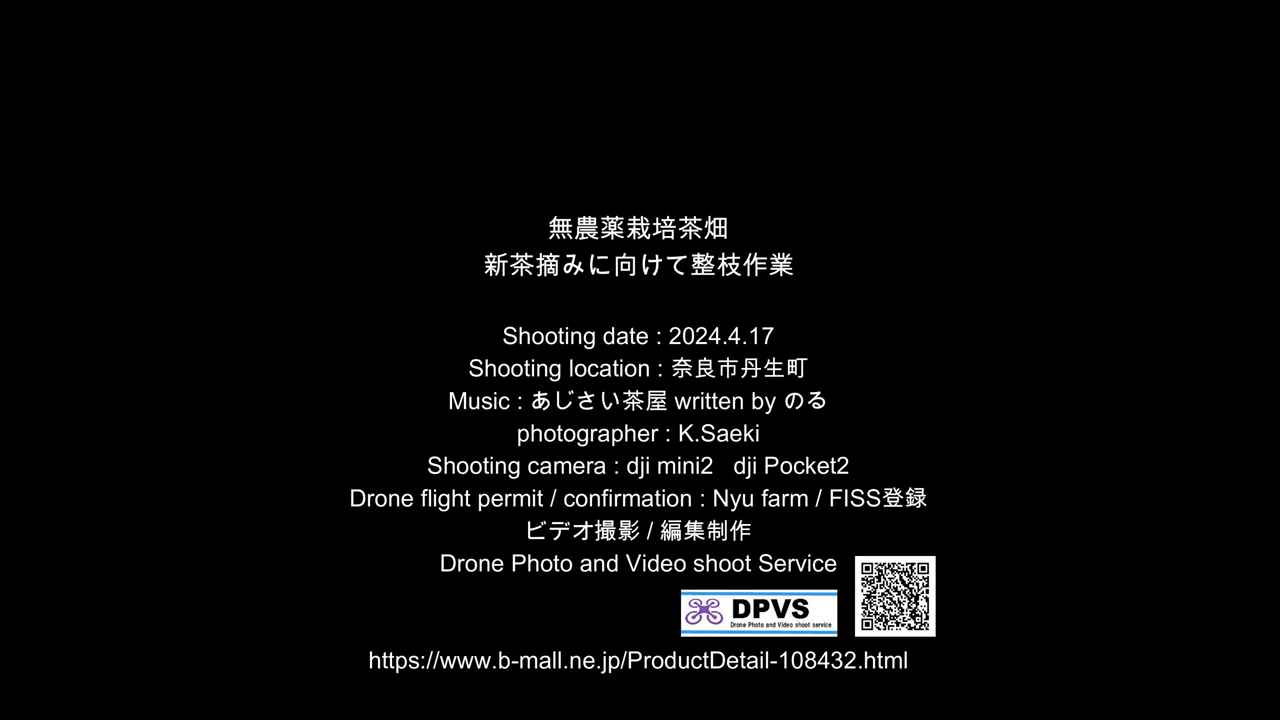 無農薬栽培茶畑
新茶摘みに向けて整枝作業
Shooting date : 2024.4.17
Shooting location : 奈良市丹生町
Music : あじさい茶屋 written by のる
photographer : K.Saeki
Shooting camera : dji mini2   dji Pocket2
Drone flight permit / confirmation : Nyu farm / FISS登録
ビデオ撮影 / 編集制作
Drone Photo and Video shoot Service
DPVS
Drone Photo and Video shoot service
https://www.b-mall.ne.jp/ProductDetail-108432.html